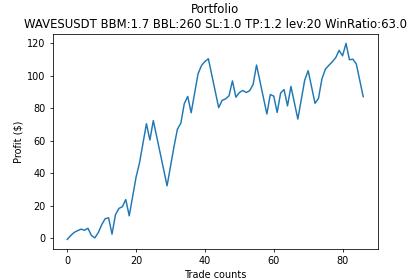 Portfolio
WAVESUSDT BBM:1.7 BBL:260 SL:1.0 TP:1.2 lev:20 WinRatio:63.0
120
100
80
60
40
20
0
Profit ($)
0 20 40 60 80
Trade counts